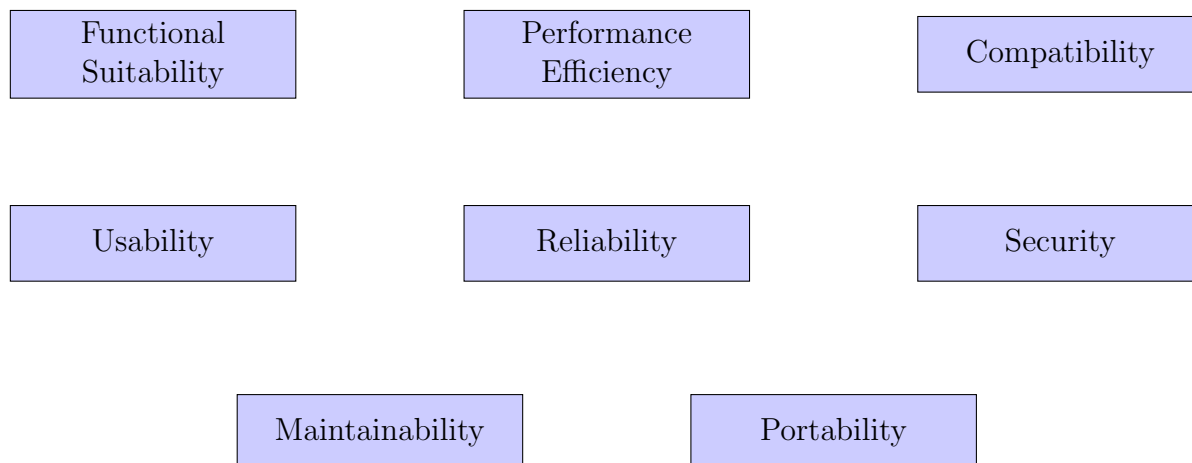 Functional
Suitability
Performance
Efficiency
Compatibility
Usability
Reliability
Security
Maintainability
Portability